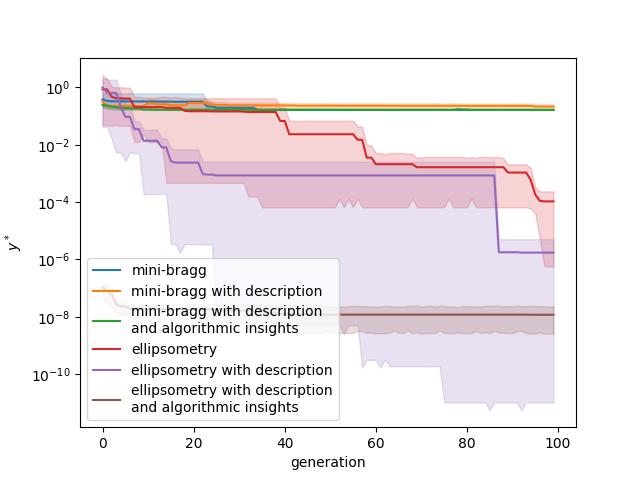 10^0
10^-2
10^-4
10^-6
10^-8
10^-10
y*
mini-bragg
mini-bragg with description
mini-bragg with description
and algorithmic insights
ellipsometry
ellipsometry with description
ellipsometry with description
and algorithmic insights
0 20 40 60 80 100
generation